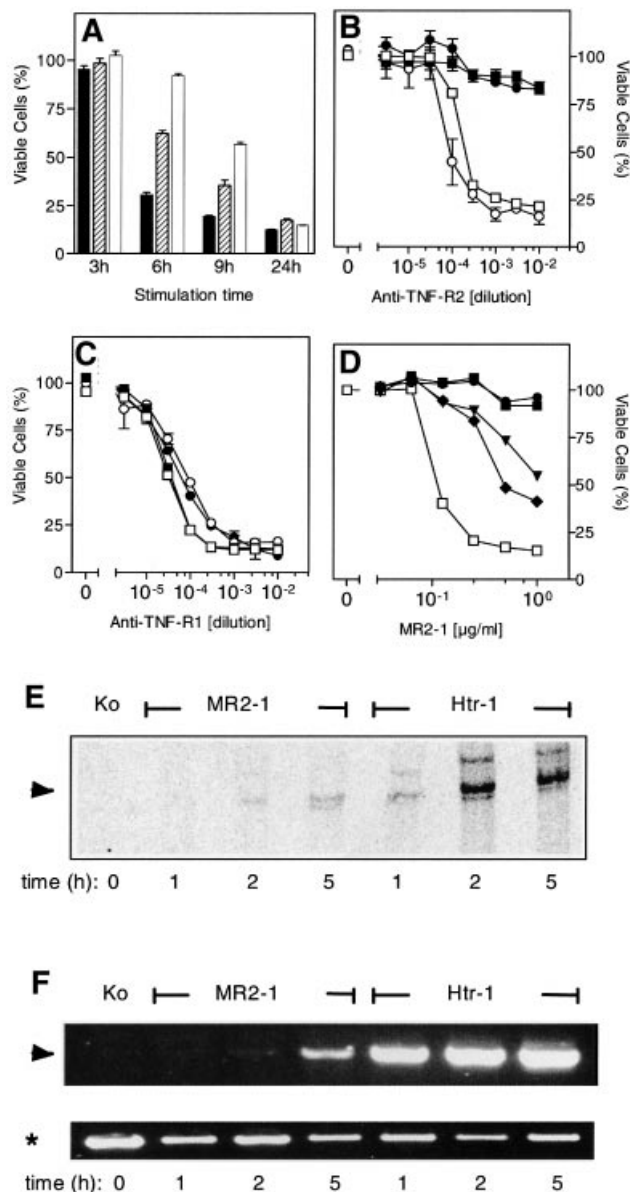 A
Viable Cells (%)
100
75
50
25
0
3h 6h 9h 24h
Stimulation time
B
100
75
50
25
0
Viable Cells (%)
0 10⁻⁵ 10⁻⁴ 10⁻³ 10⁻²
Anti-TNF-R2 [dilution]
C
Viable Cells (%)
100
75
50
25
0
0 10⁻⁵ 10⁻⁴ 10⁻³ 10⁻²
Anti-TNF-R1 [dilution]
D
100
75
50
25
0
Viable Cells (%)
0 10⁻¹ 10⁰
MR2-1 [µg/ml]
E
Ko MR2-1 Htr-1
time (h): 0 1 2 5 1 2 5
F
Ko MR2-1 Htr-1
*
time (h): 0 1 2 5 1 2 5